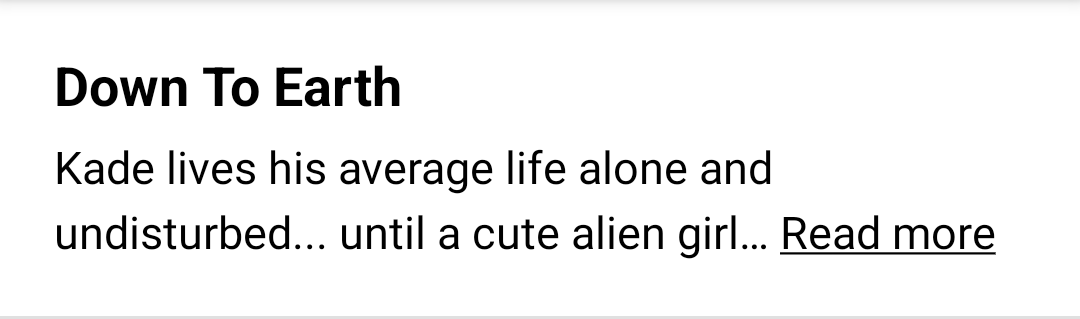 Down To Earth
Kade lives his average life alone and
undisturbed... until a cute alien girl... Read more